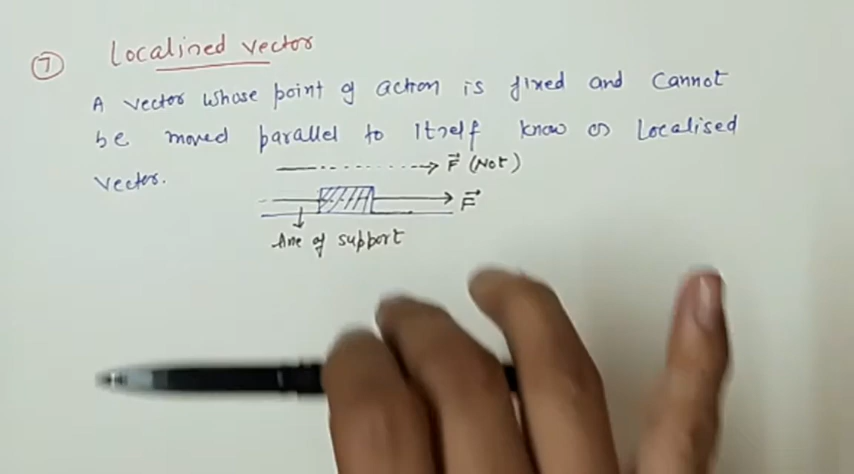 7 Localised vector
A vector whose point of action is fixed and cannot
be moved parallel to itself know as localised
vector.
F⃗ (Not)
F⃗
line of support